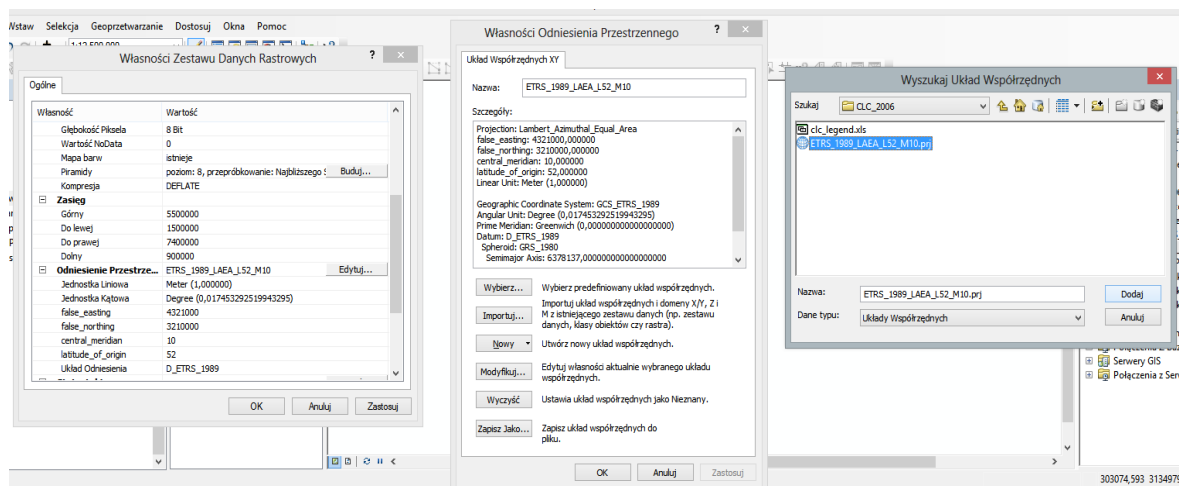 Wstaw Selekcja Geoprzetwarzanie Dostosuj Okna Pomoc
1:12 500 000
Własności Zestawu Danych Rastrowych
?
Ogólne
Własność Wartość
Głębokość Piksela 8 Bit
Wartość NoData 0
Mapa barw istnieje
Piramidy poziom: 8, przepróbkowanie: Najbliższego S Buduj...
Kompresja DEFLATE
Zasięg
Górny 5500000
Do lewej 1500000
Do prawej 7400000
Dolny 900000
Odniesienie Przestrze... ETRS_1989_LAEA_L52_M10 Edytuj...
Jednostka Liniowa Meter (1,000000)
Jednostka Kątowa Degree (0,017453292519943295)
false_easting 4321000
false_northing 3210000
central_meridian 10
latitude_of_origin 52
Układ Odniesienia D_ETRS_1989
OK Anuluj Zastosuj
Własności Odniesienia Przestrzennego
?
Układ Współrzędnych XY
Nazwa: ETRS_1989_LAEA_L52_M10
Szczegóły:
Projection: Lambert_Azimuthal_Equal_Area
false_easting: 4321000,000000
false_northing: 3210000,000000
central_meridian: 10,000000
latitude_of_origin: 52,000000
Linear Unit: Meter (1,000000)
Geographic Coordinate System: GCS_ETRS_1989
Angular Unit: Degree (0,017453292519943295)
Prime Meridian: Greenwich (0,000000000000000000)
Datum: D_ETRS_1989
Spheroid: GRS_1980
Semimajor Axis: 6378137,000000000000000000
Wybierz... Wybierz predefiniowany układ współrzędnych.
Importuj... Importuj układ współrzędnych i domeny X/Y, Z i
M z istniejącego zestawu danych (np. zestawu
danych, klasy obiektów czy rastra).
Nowy Utwórz nowy układ współrzędnych.
Modyfikuj... Edytuj własności aktualnie wybranego układu
współrzędnych.
Wyczyść Ustawia układ współrzędnych jako Nieznany.
Zapisz Jako... Zapisz układ współrzędnych do
pliku.
OK Anuluj Zastosuj
Wyszukaj Układ Współrzędnych
Szukaj CLC_2006
clc_legend.xls
ETRS_1989_LAEA_L52_M10.prj
Nazwa: ETRS_1989_LAEA_L52_M10.prj Dodaj
Dane typu: Układy Współrzędnych Anuluj
Serwery GIS
Połączenia z Ser
303074,593 313497